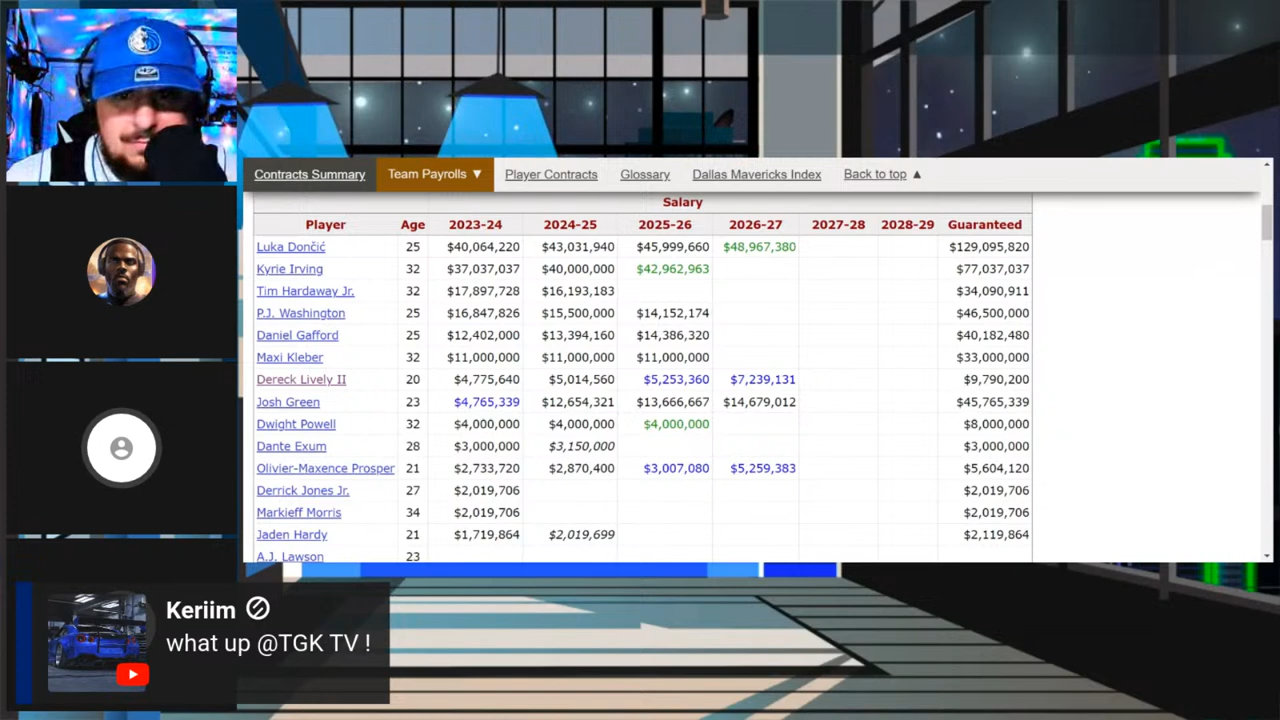 Contracts Summary Team Payrolls ▼ Player Contracts Glossary Dallas Mavericks Index Back to top ▲
Salary
Player Age 2023-24 2024-25 2025-26 2026-27 2027-28 2028-29 Guaranteed
Luka Dončić 25 $40,064,220 $43,031,940 $45,999,660 $48,967,380 $129,095,820
Kyrie Irving 32 $37,037,037 $40,000,000 $42,962,963 $77,037,037
Tim Hardaway Jr. 32 $17,897,728 $16,193,183 $34,090,911
P.J. Washington 25 $16,847,826 $15,500,000 $14,152,174 $46,500,000
Daniel Gafford 25 $12,402,000 $13,394,160 $14,386,320 $40,182,480
Maxi Kleber 32 $11,000,000 $11,000,000 $11,000,000 $33,000,000
Dereck Lively II 20 $4,775,640 $5,014,560 $5,253,360 $7,239,131 $9,790,200
Josh Green 23 $4,765,339 $12,654,321 $13,666,667 $14,679,012 $45,765,339
Dwight Powell 32 $4,000,000 $4,000,000 $4,000,000 $8,000,000
Dante Exum 28 $3,000,000 $3,150,000 $3,000,000
Olivier-Maxence Prosper 21 $2,733,720 $2,870,400 $3,007,080 $5,259,383 $5,604,120
Derrick Jones Jr. 27 $2,019,706 $2,019,706
Markieff Morris 34 $2,019,706 $2,019,706
Jaden Hardy 21 $1,719,864 $2,019,699 $2,119,864
A.J. Lawson 23
Keriim
what up @TGK TV !